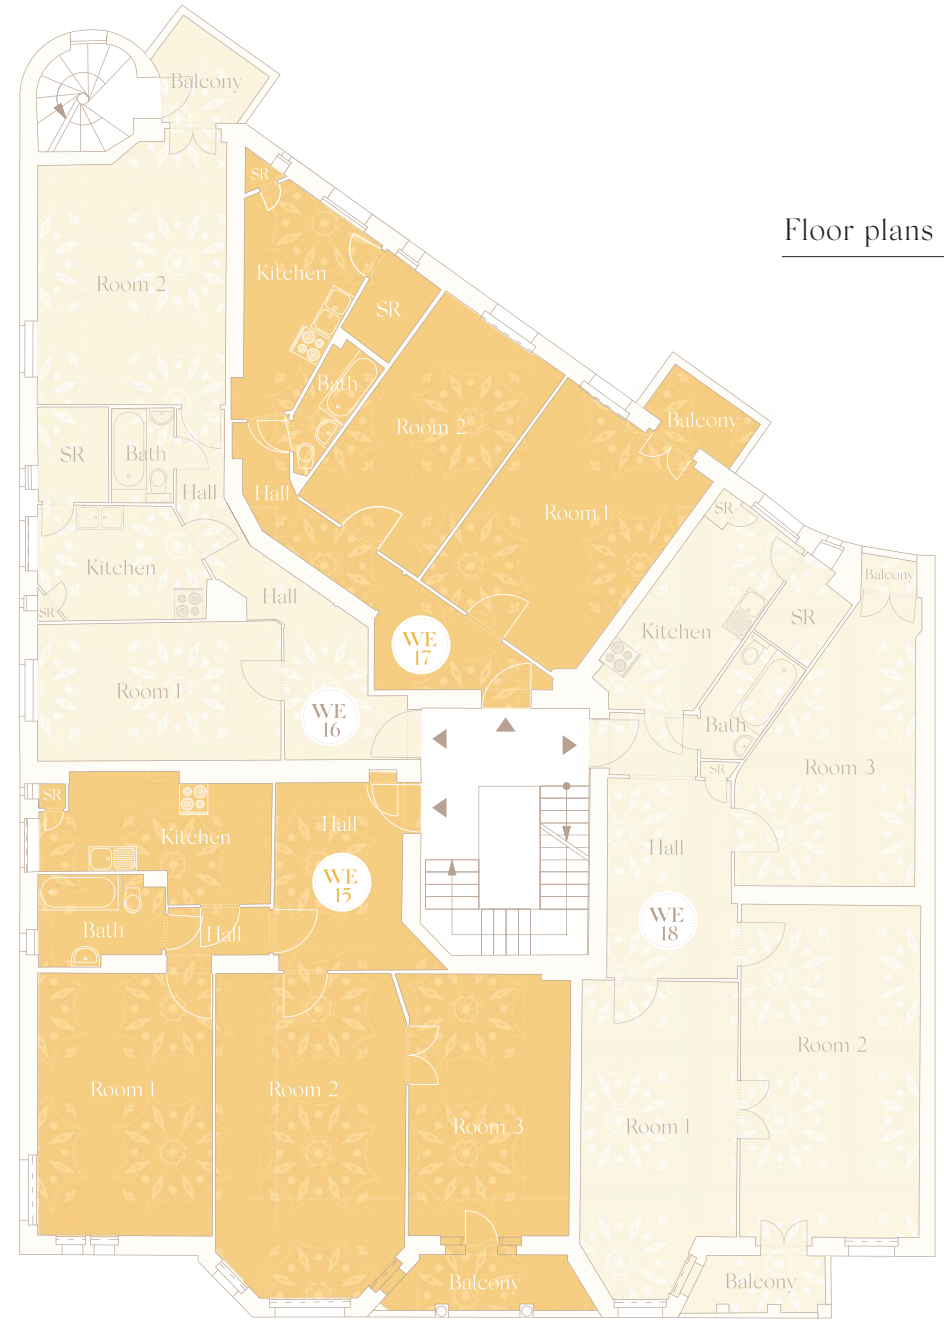 Balcony
SR
Floor plans
Kitchen
Room 2
SR
Bath
Room 2
Balcony
SR
Bath
Hall
Hall
Room 1
SR
Kitchen
Balcony
Hall
SR
SR
Kitchen
WE
17
Room 1
WE
16
Bath
SR
Room 3
SR
Hall
Kitchen
Hall
WE
15
WE
18
Bath
Hall
Room 2
Room 1
Room 2
Room 3
Room 1
Balcony
Balcony